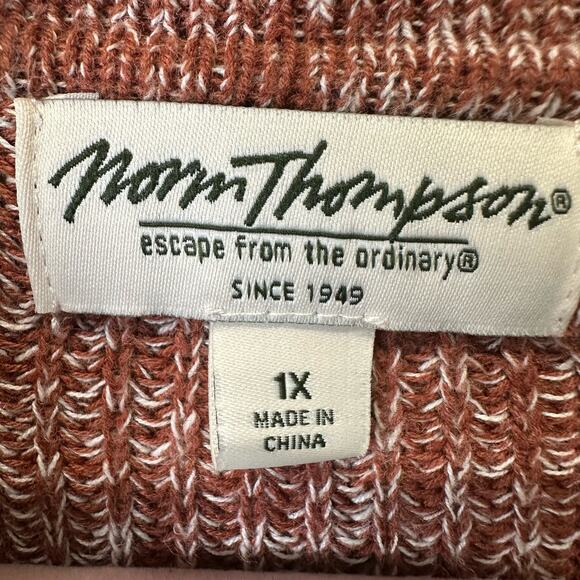 Norm Thompson®
escape from the ordinary®
SINCE 1949
1X
MADE IN
CHINA